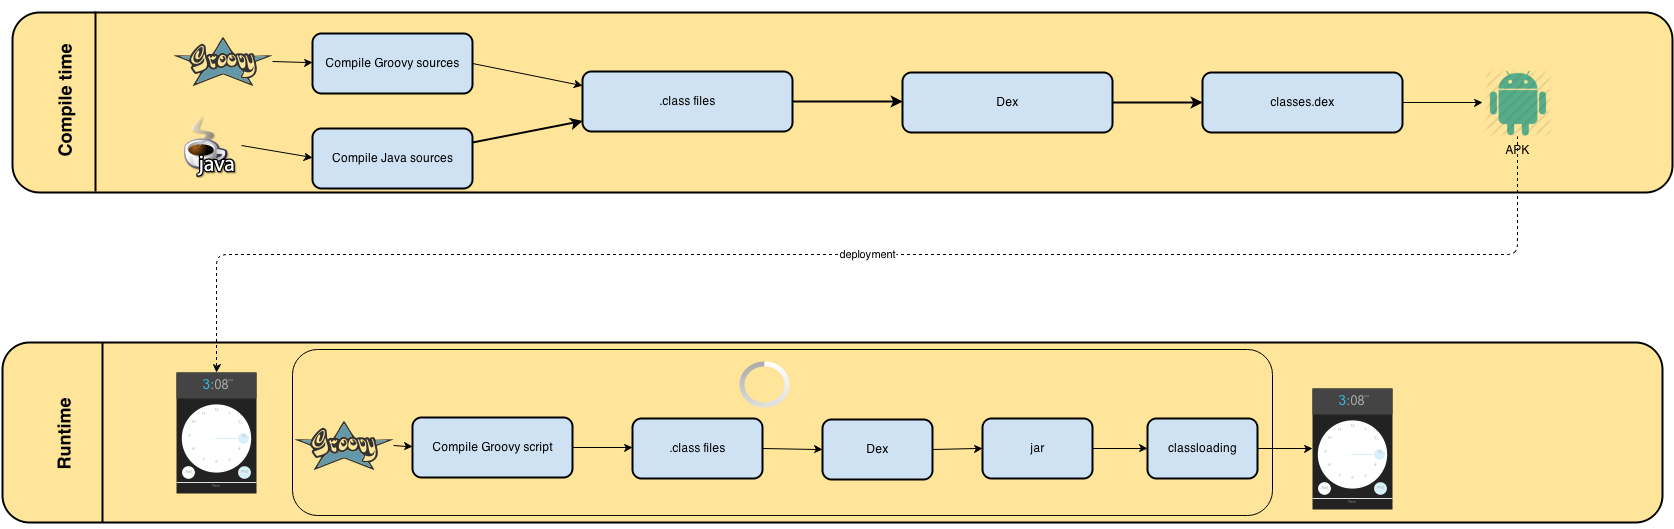 Compile time
Groovy
Compile Groovy sources
.class files
Dex
classes.dex
java
Compile Java sources
APK
deployment
Runtime
3:08
3:08
Groovy
Compile Groovy script
.class files
Dex
jar
classloading